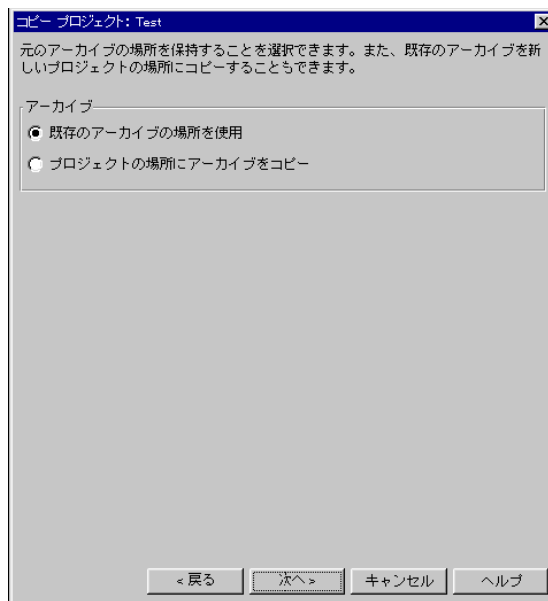 コピー プロジェクト: Test
元のアーカイブの場所を保持することを選択できます。また、既存のアーカイブを新
しいプロジェクトの場所にコピーすることもできます。
アーカイブ
既存のアーカイブの場所を使用
プロジェクトの場所にアーカイブをコピー
< 戻る 次へ > キャンセル ヘルプ